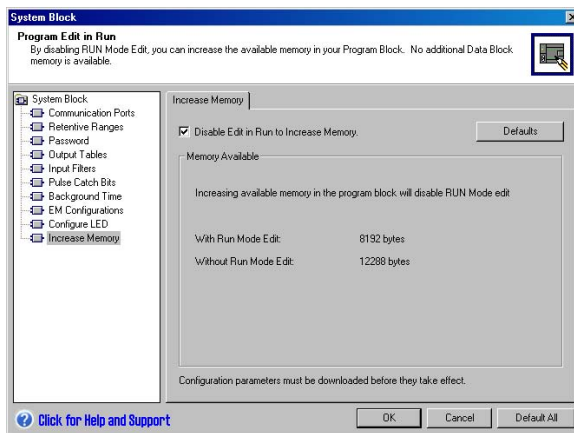 System Block
Program Edit in Run
By disabling RUN Mode Edit, you can increase the available memory in your Program Block. No additional Data Block
memory is available.
System Block
Communication Ports
Retentive Ranges
Password
Output Tables
Input Filters
Pulse Catch Bits
Background Time
EM Configurations
Configure LED
Increase Memory
Increase Memory
Disable Edit in Run to Increase Memory.
Defaults
Memory Available
Increasing available memory in the program block will disable RUN Mode edit
With Run Mode Edit: 8192 bytes
Without Run Mode Edit: 12288 bytes
Configuration parameters must be downloaded before they take effect.
Click for Help and Support
OK
Cancel
Default All